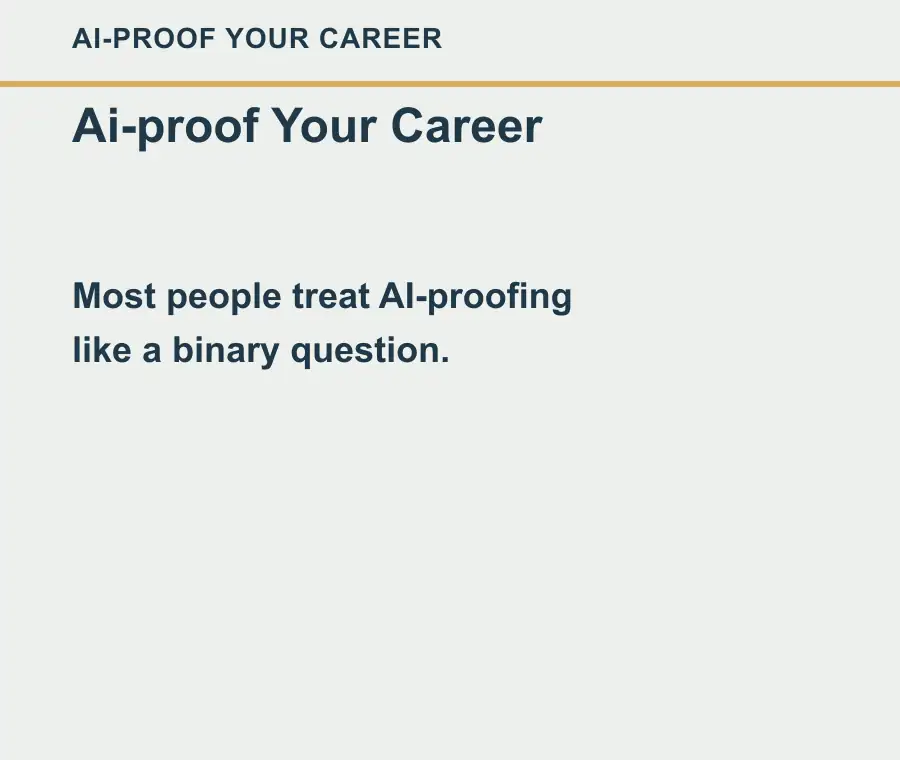 AI-PROOF YOUR CAREER
Ai-proof Your Career
Most people treat AI-proofing
like a binary question.